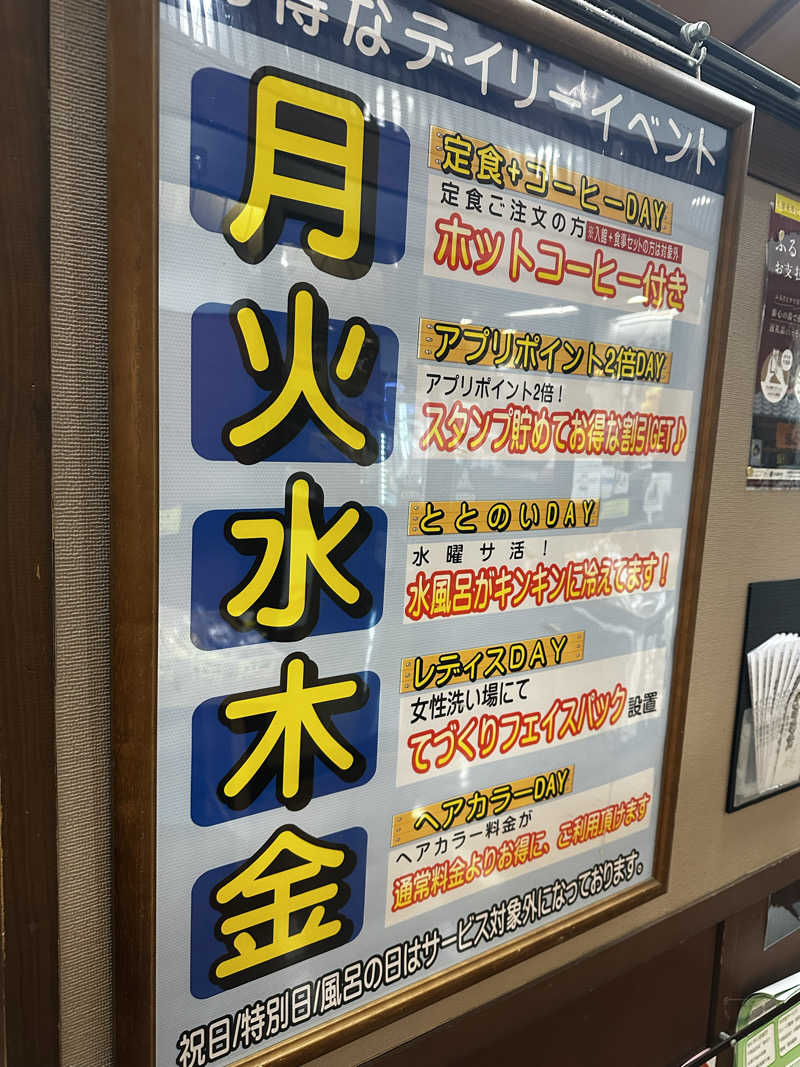 得なデイリーイベント
月
定食+コーヒーDAY
定食ご注文の方※入館+食事セットの方は対象外
ホットコーヒー付き
火
アプリポイント2倍DAY
アプリポイント2倍！
スタンプ貯めてお得な割引GET♪
水
ととのいDAY
水曜サ活！
水風呂がキンキンに冷えてます！
木
レディスDAY
女性洗い場にて
てづくりフェイスパック設置
金
ヘアカラーDAY
ヘアカラー料金が
通常料金よりお得に、ご利用頂けます
祝日/特別日/風呂の日はサービス対象外になっております。
ふる
お支